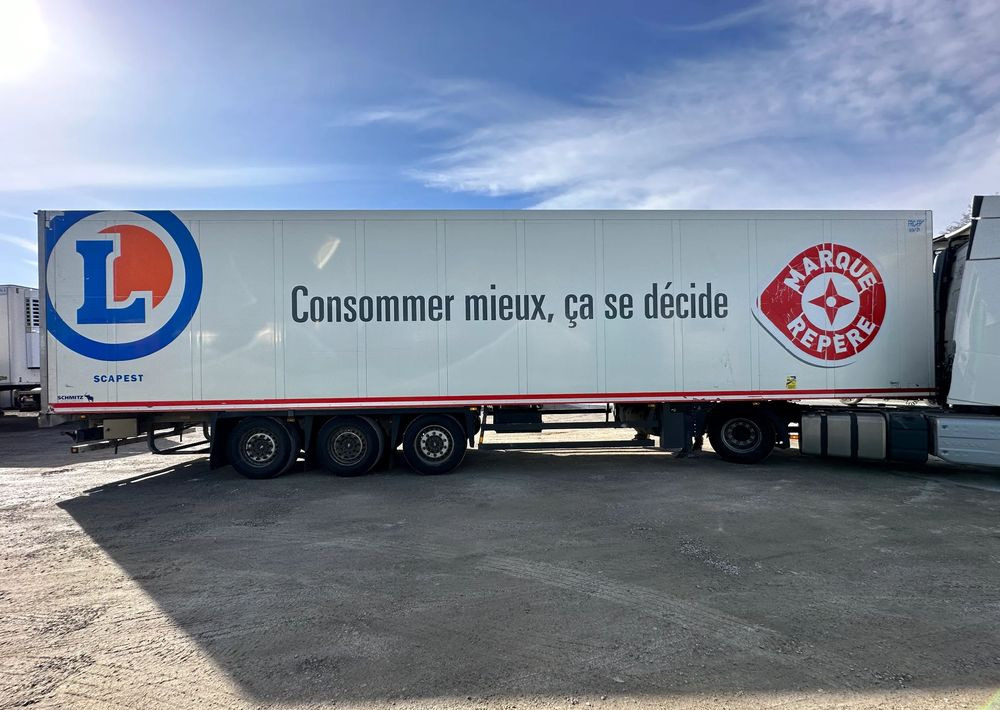 L
SCAPEST
SCHMITZ
Consommer mieux, ça se décide
MARQUE
REPÈRE